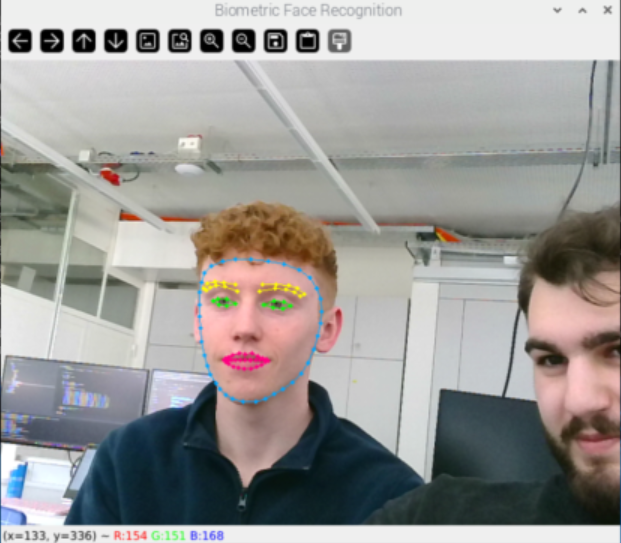 Biometric Face Recognition
(x=133, y=336) ~ R:154 G:151 B:168